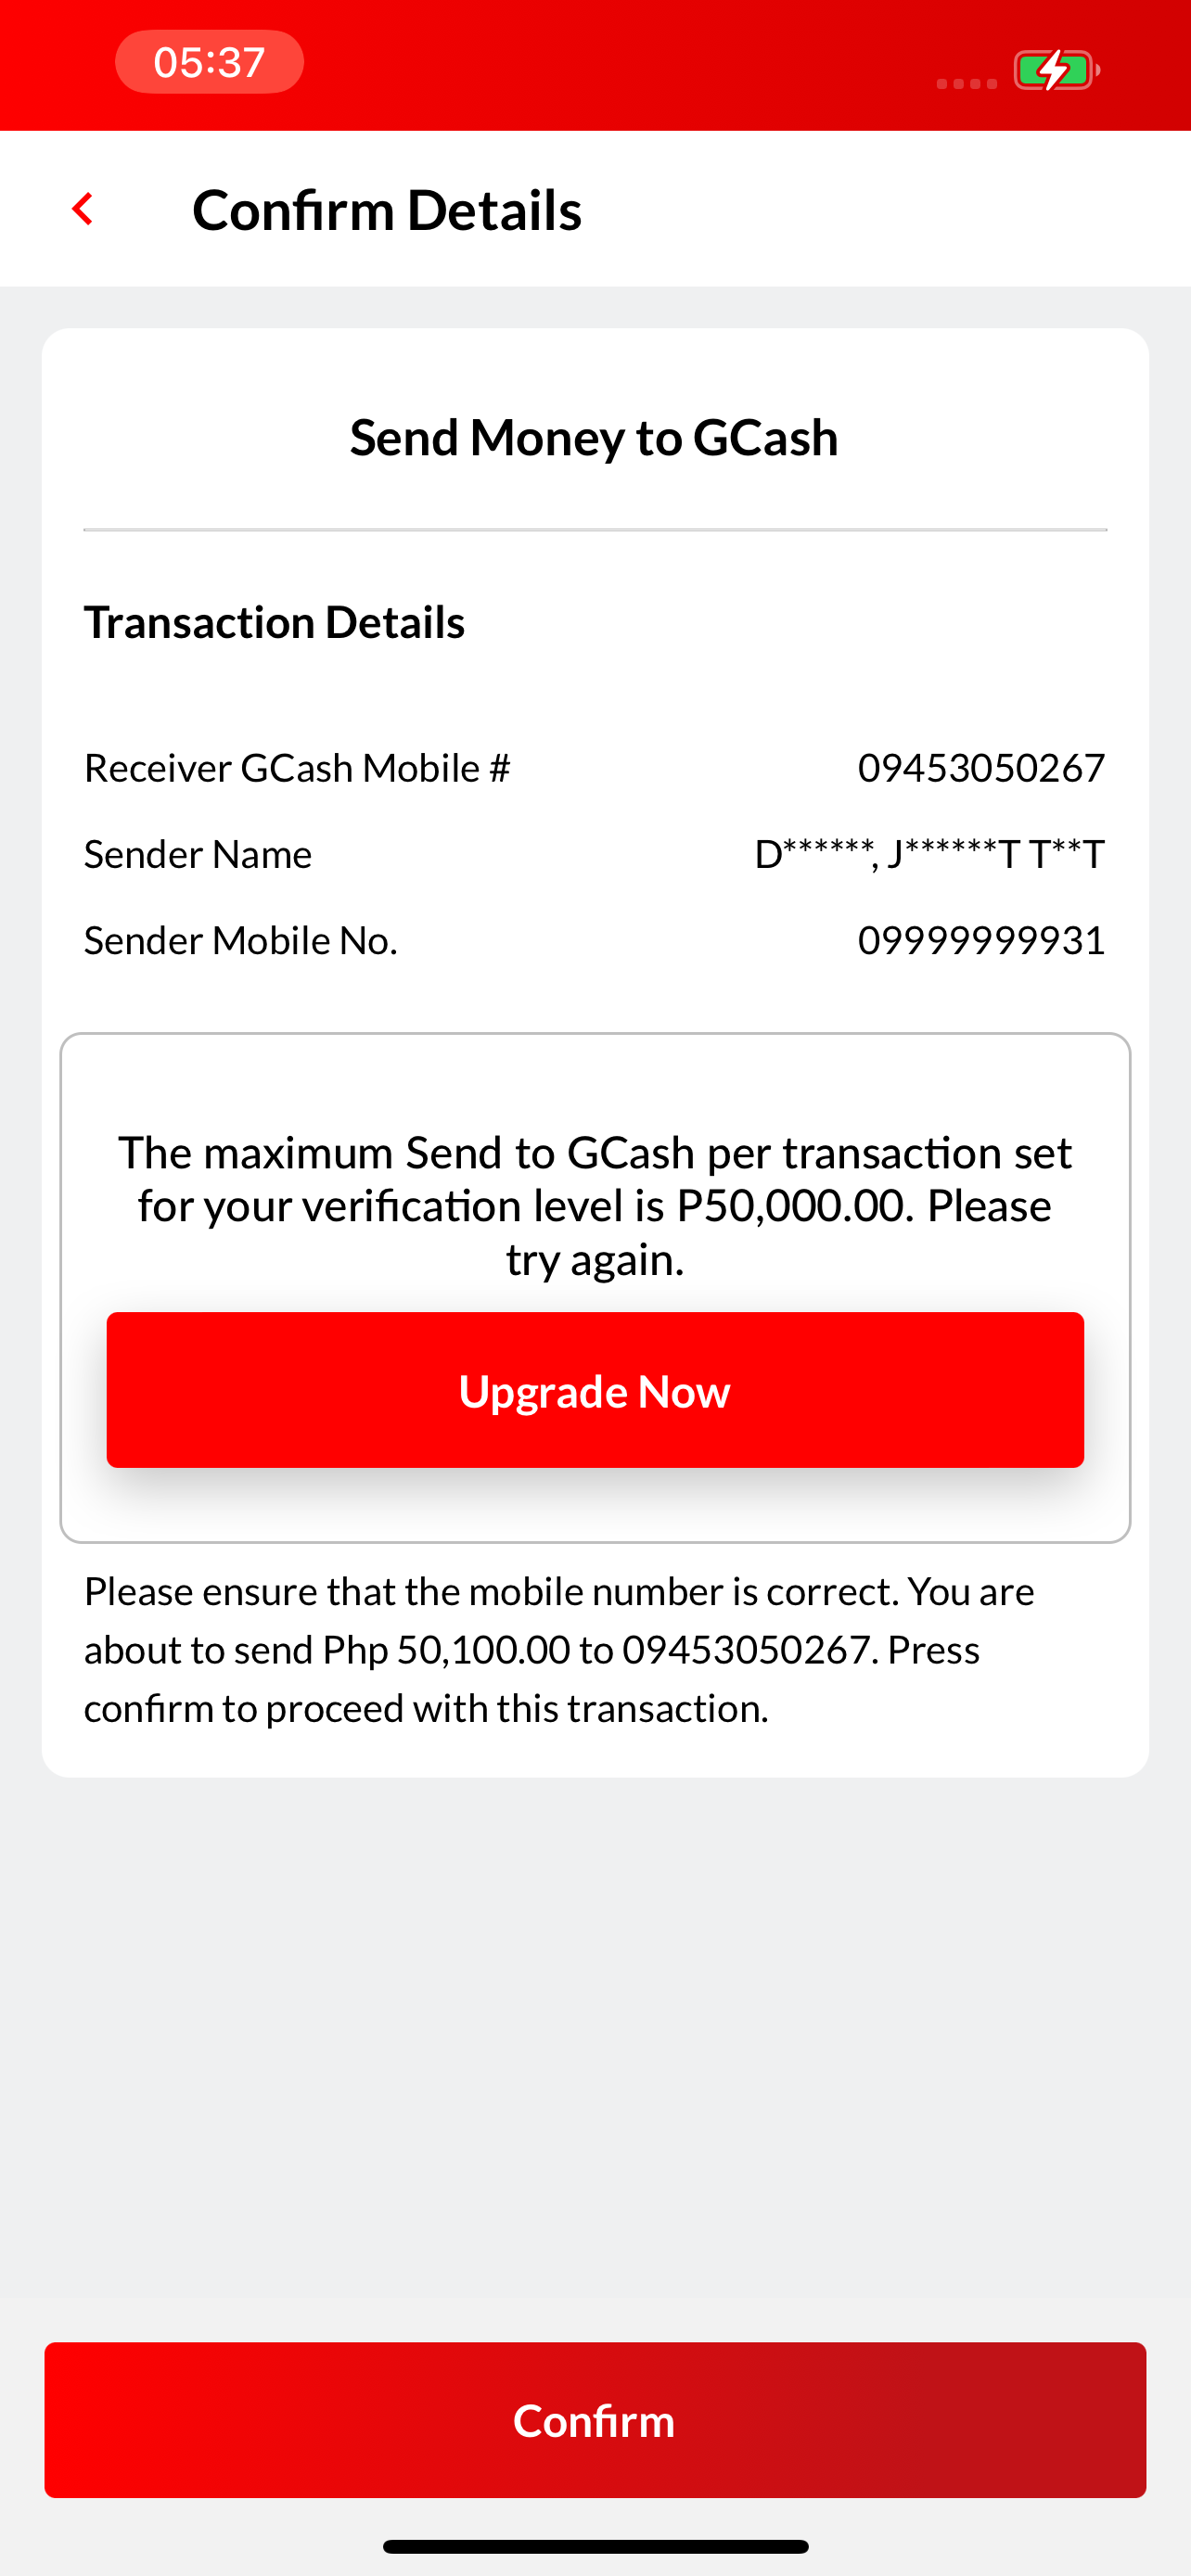 05:37
Confirm Details
Send Money to GCash
Transaction Details
Receiver GCash Mobile # 09453050267
Sender Name D******, J******T T**T
Sender Mobile No. 09999999931
The maximum Send to GCash per transaction set
for your verification level is P50,000.00. Please
try again.
Upgrade Now
Please ensure that the mobile number is correct. You are
about to send Php 50,100.00 to 09453050267. Press
confirm to proceed with this transaction.
Confirm